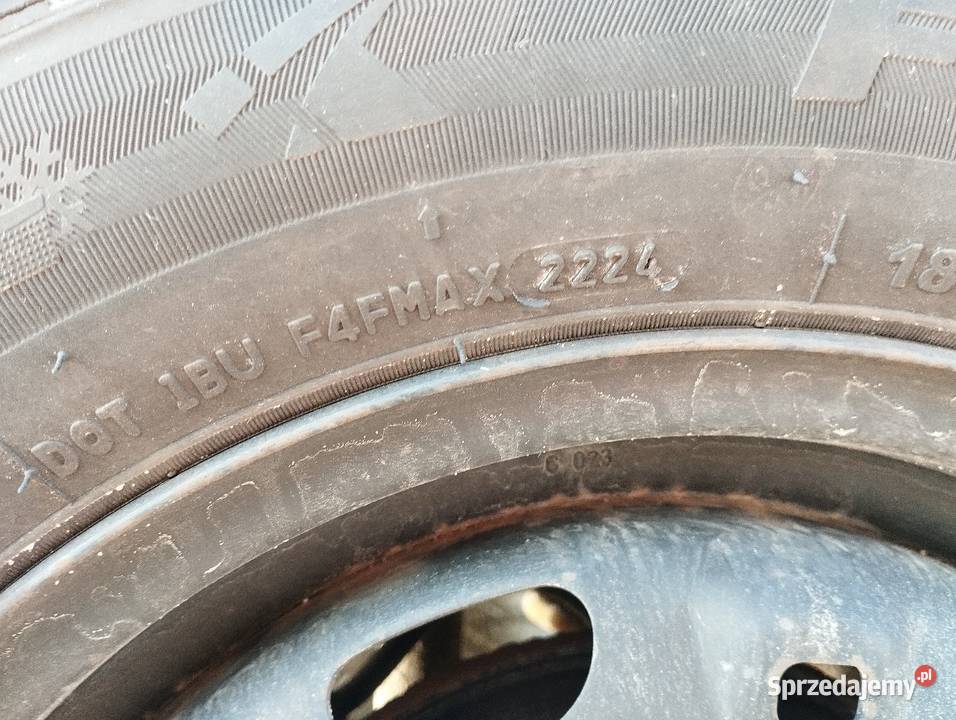 DOT 1BU F4FMAX 2224
18
6 023
Sprzedajemy.pl